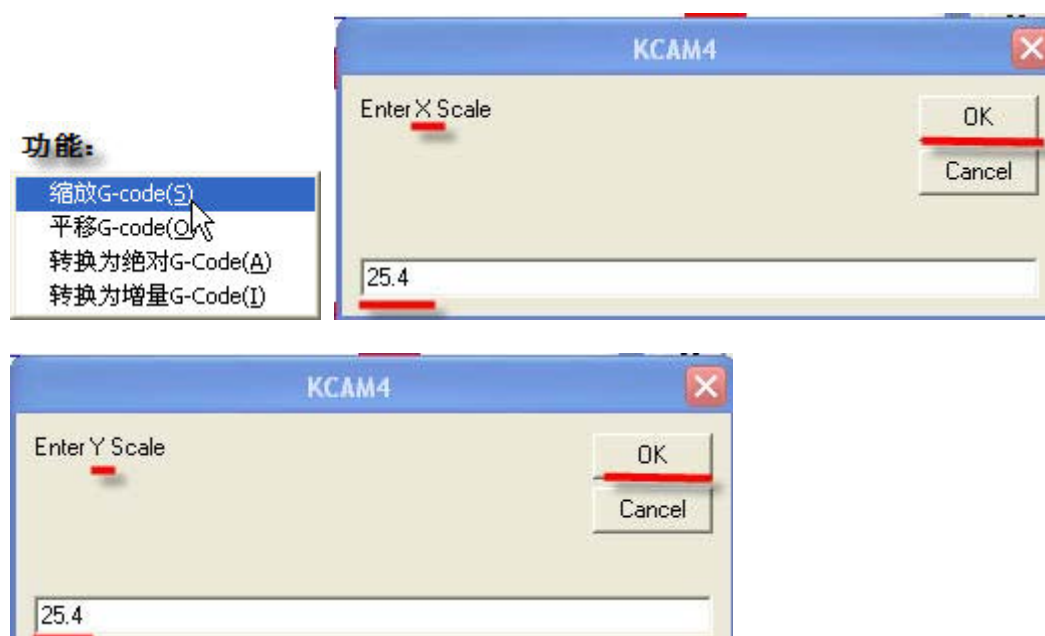 功能：
缩放G-code(S)
平移G-code(O)
转换为绝对G-Code(A)
转换为增量G-Code(I)
KCAM4
Enter X Scale
OK
Cancel
25.4
KCAM4
Enter Y Scale
OK
Cancel
25.4